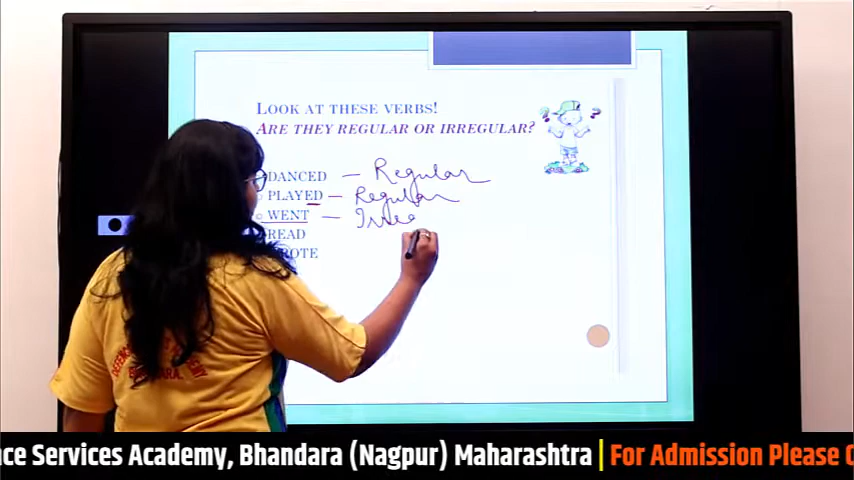 LOOK AT THESE VERBS!
ARE THEY REGULAR OR IRREGULAR?
DANCED — Regular
PLAYED — Regular
WENT — Irre
READ
ROTE
ce Services Academy, Bhandara (Nagpur) Maharashtra | For Admission Please C